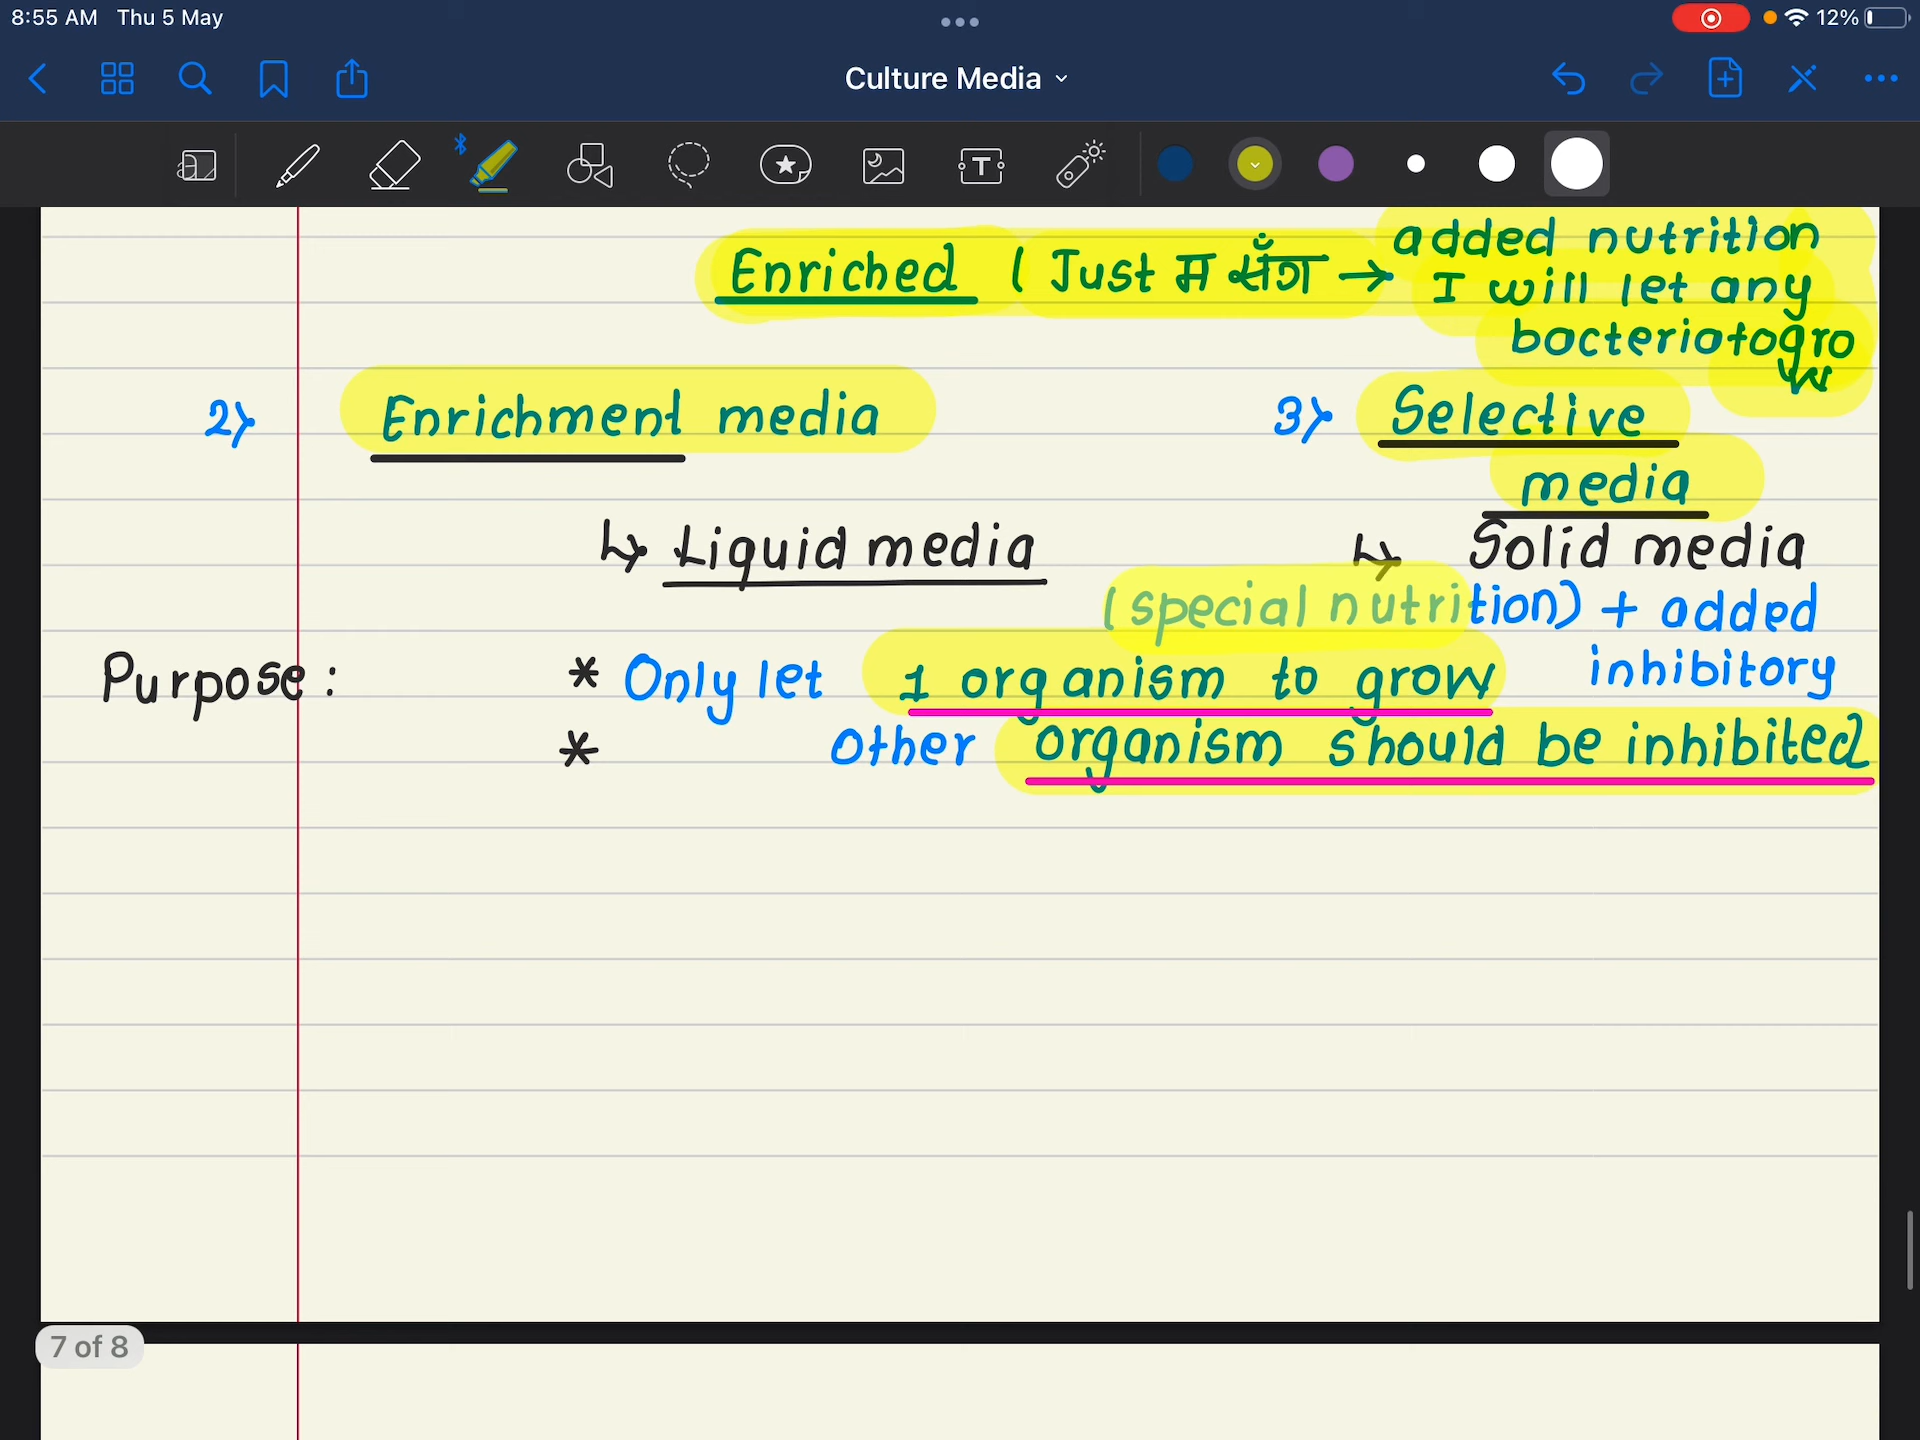 8:55 AM Thu 5 May
12%
Culture Media
Enriched ( Just → added nutrition
I will let any
bacteria to grow
2) Enrichment media
3) Selective
media
↳ Liquid media
↳ Solid media
(special nutrition) + added
inhibitory
Purpose : * Only let 1 organism to grow
* other organism should be inhibited
7 of 8